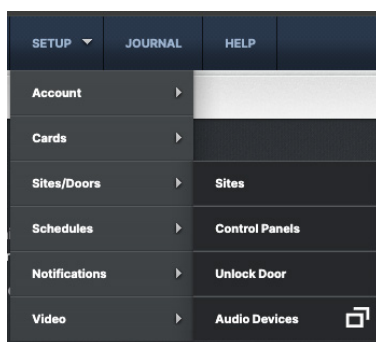 SETUP JOURNAL HELP
Account
Cards
Sites/Doors
Schedules
Notifications
Video
Sites
Control Panels
Unlock Door
Audio Devices